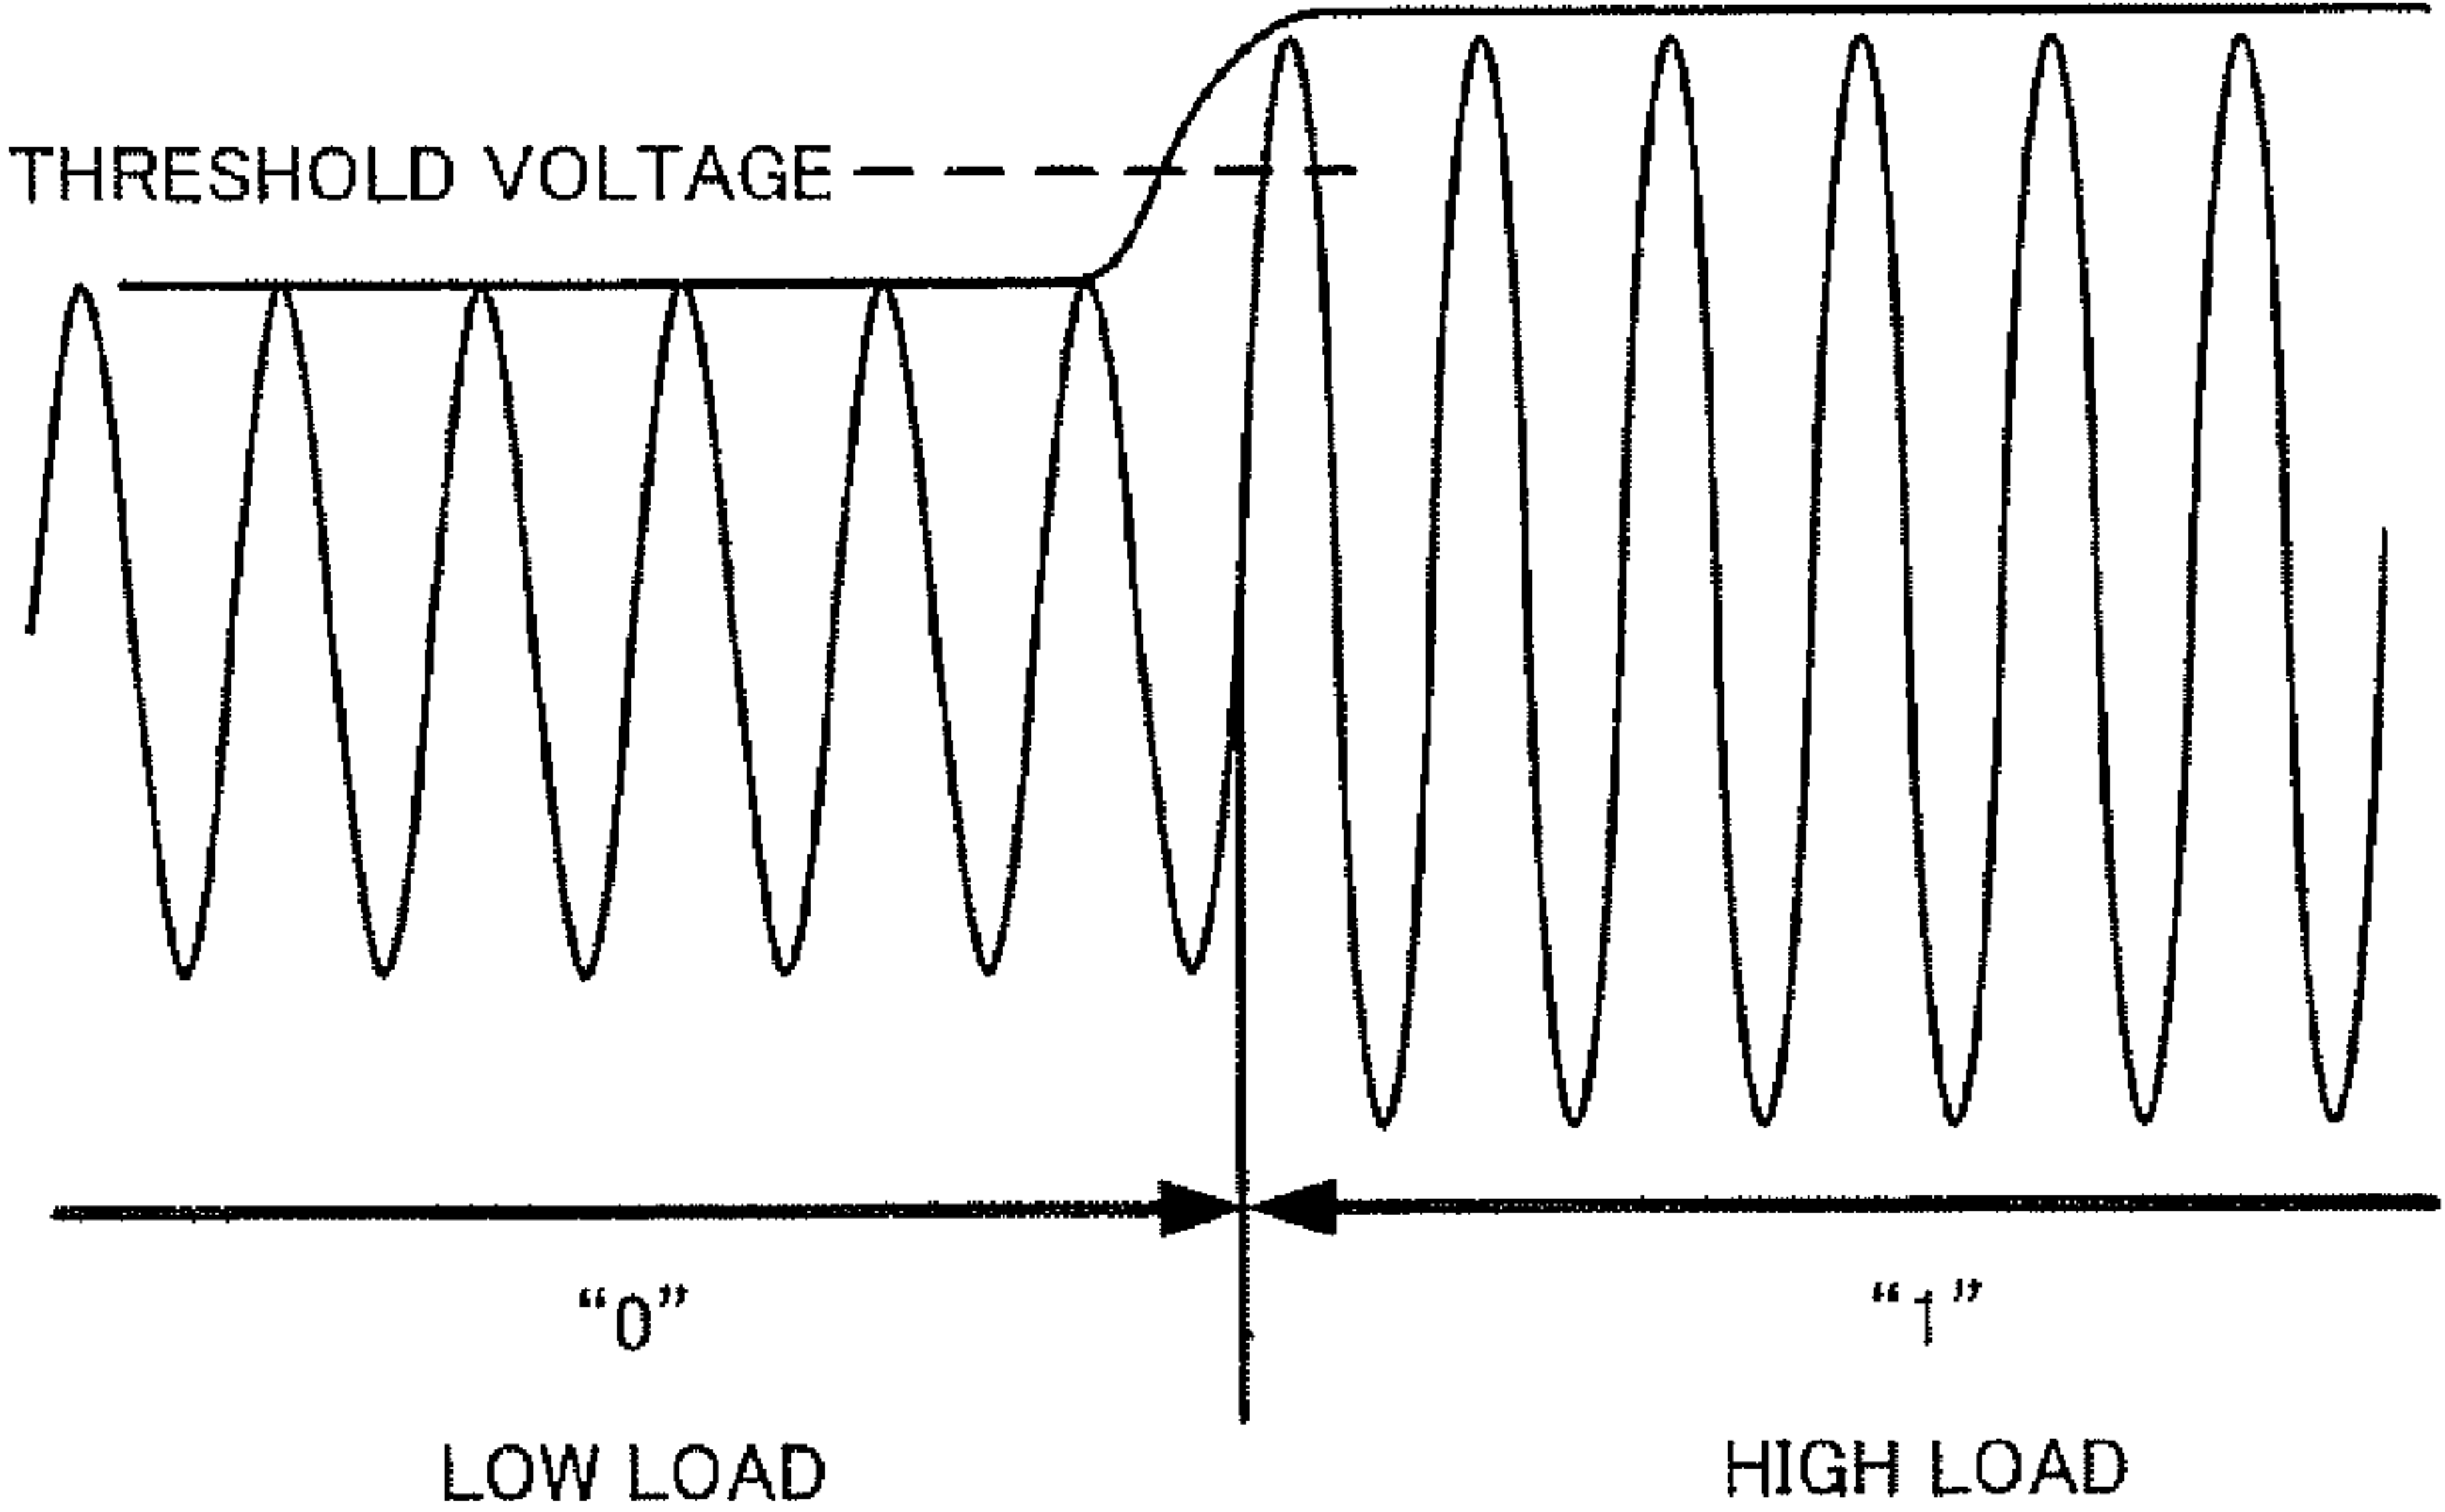 THRESHOLD VOLTAGE
“0”
“1”
LOW LOAD
HIGH LOAD